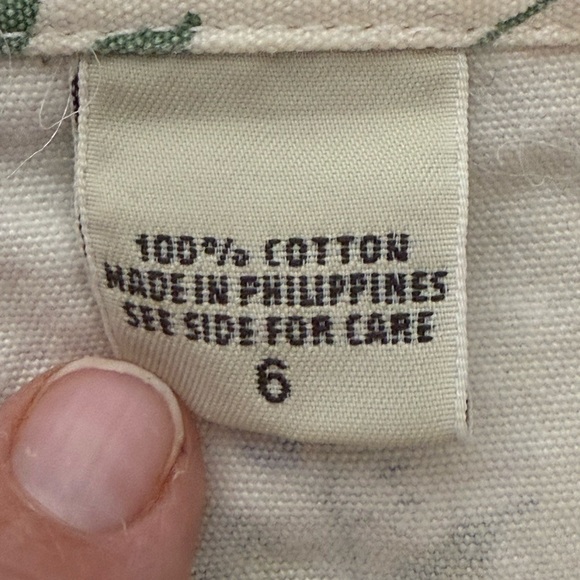 100% COTTON
MADE IN PHILIPPINES
SEE SIDE FOR CARE
6